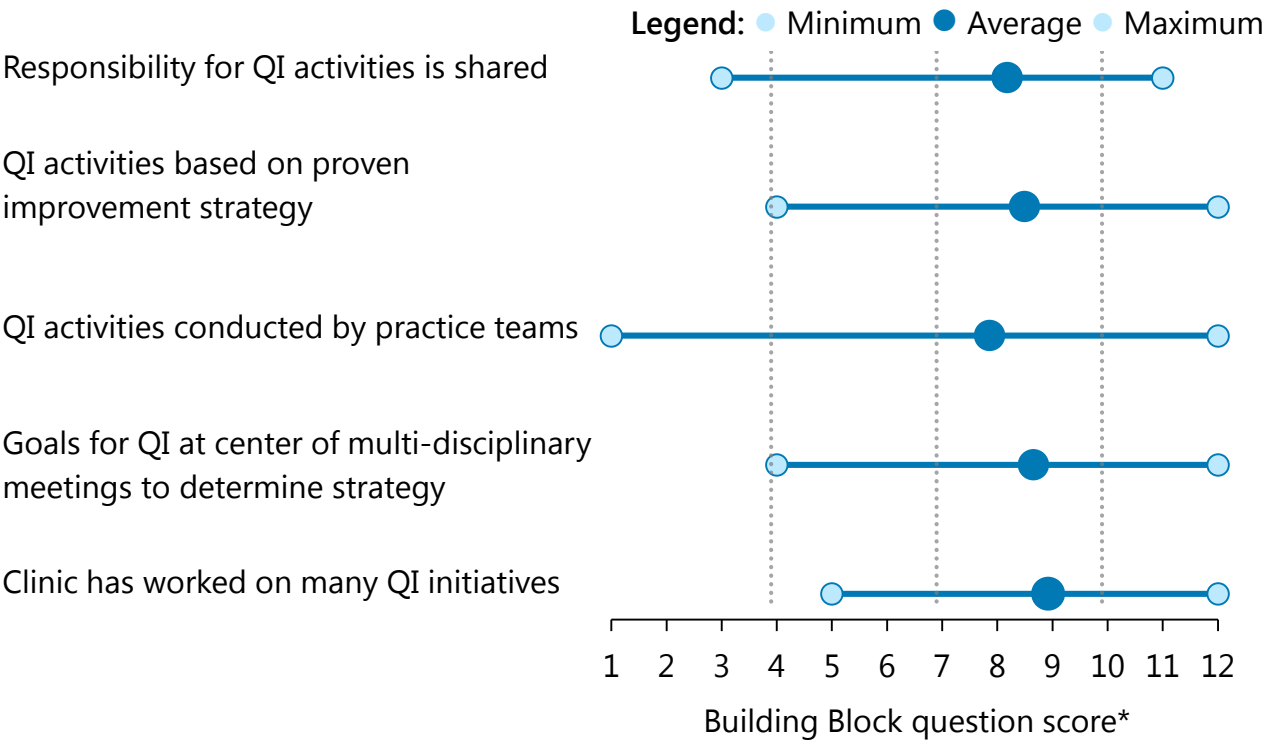 Legend: Minimum Average Maximum
Responsibility for QI activities is shared
QI activities based on proven
improvement strategy
QI activities conducted by practice teams
Goals for QI at center of multi-disciplinary
meetings to determine strategy
Clinic has worked on many QI initiatives
1 2 3 4 5 6 7 8 9 10 11 12
Building Block question score*